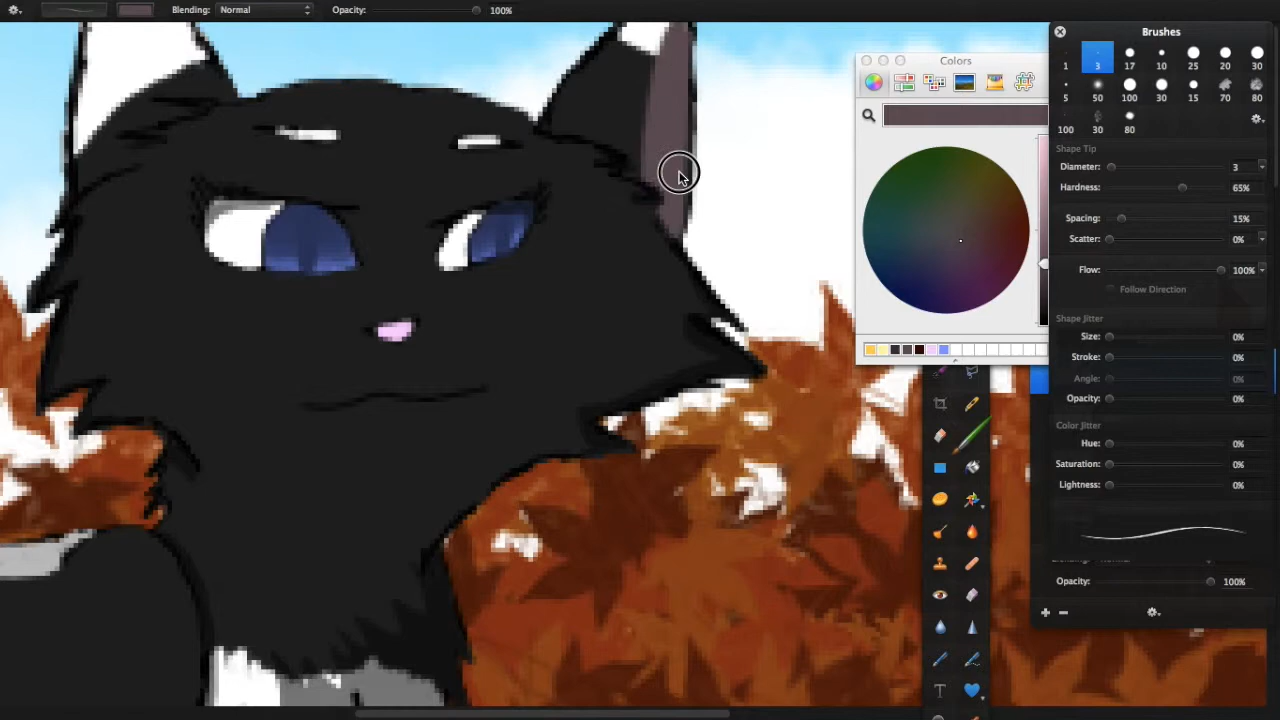 Blending: Normal Opacity: 100%
Brushes
Colors
1 3 17 10 25 20 30
5 50 100 30 15 70 80
100 30 80
Shape Tip
Diameter: 3
Hardness: 65%
Spacing: 15%
Scatter: 0%
Flow: 100%
Follow Direction
Shape Jitter
Size: 0%
Stroke: 0%
Angle: 0%
Opacity: 0%
Color Jitter
Hue: 0%
Saturation: 0%
Lightness: 0%
Opacity: 100%
T